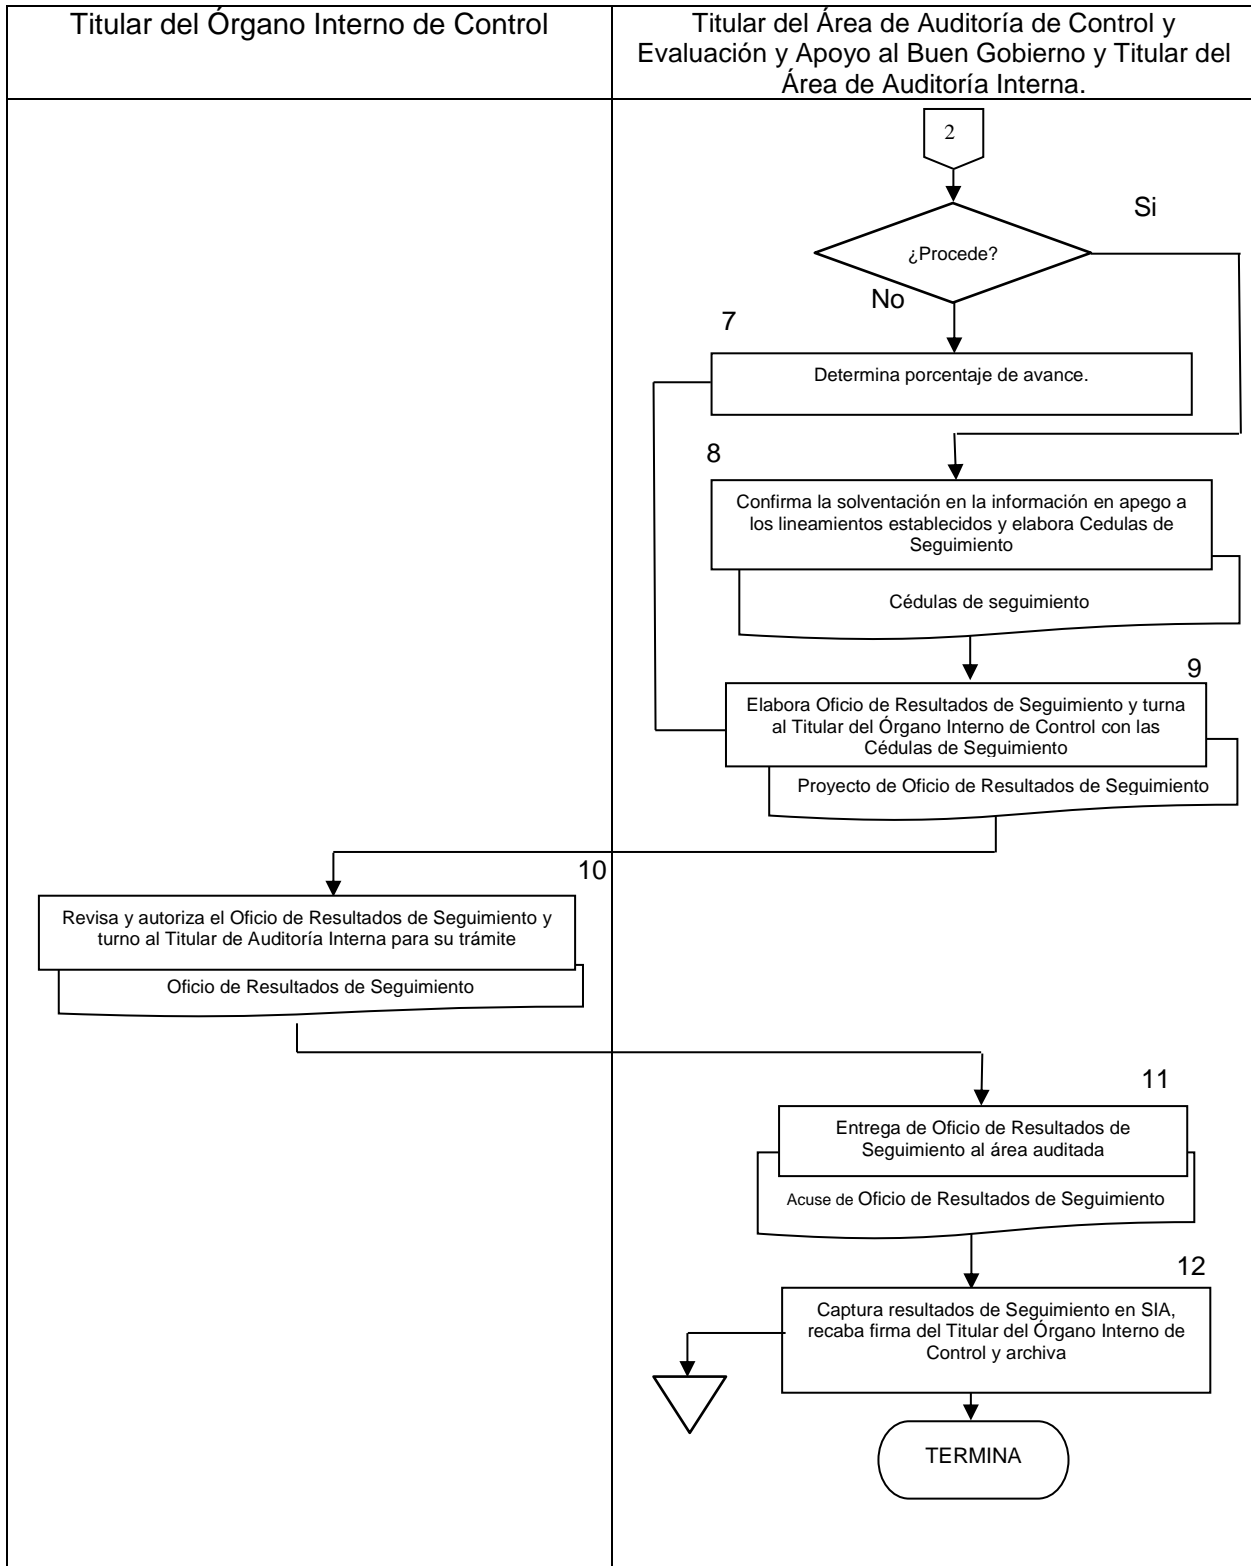 Titular del Órgano Interno de Control
Titular del Área de Auditoría de Control y
Evaluación y Apoyo al Buen Gobierno y Titular del
Área de Auditoría Interna.
2
Si
¿Procede?
No
7
Determina porcentaje de avance.
8
Confirma la solventación en la información en apego a
los lineamientos establecidos y elabora Cedulas de
Seguimiento
Cédulas de seguimiento
9
Elabora Oficio de Resultados de Seguimiento y turna
al Titular del Órgano Interno de Control con las
Cédulas de Seguimiento
Proyecto de Oficio de Resultados de Seguimiento
10
Revisa y autoriza el Oficio de Resultados de Seguimiento y
turno al Titular de Auditoría Interna para su trámite
Oficio de Resultados de Seguimiento
11
Entrega de Oficio de Resultados de
Seguimiento al área auditada
Acuse de Oficio de Resultados de Seguimiento
12
Captura resultados de Seguimiento en SIA,
recaba firma del Titular del Órgano Interno de
Control y archiva
TERMINA